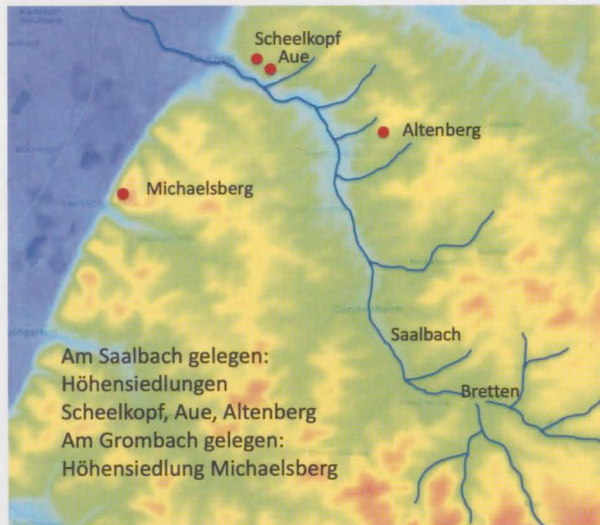 Scheelkopf
Aue
Altenberg
Michaelsberg
Saalbach
Bretten
Am Saalbach gelegen:
Höhensiedlungen
Scheelkopf, Aue, Altenberg
Am Grombach gelegen:
Höhensiedlung Michaelsberg